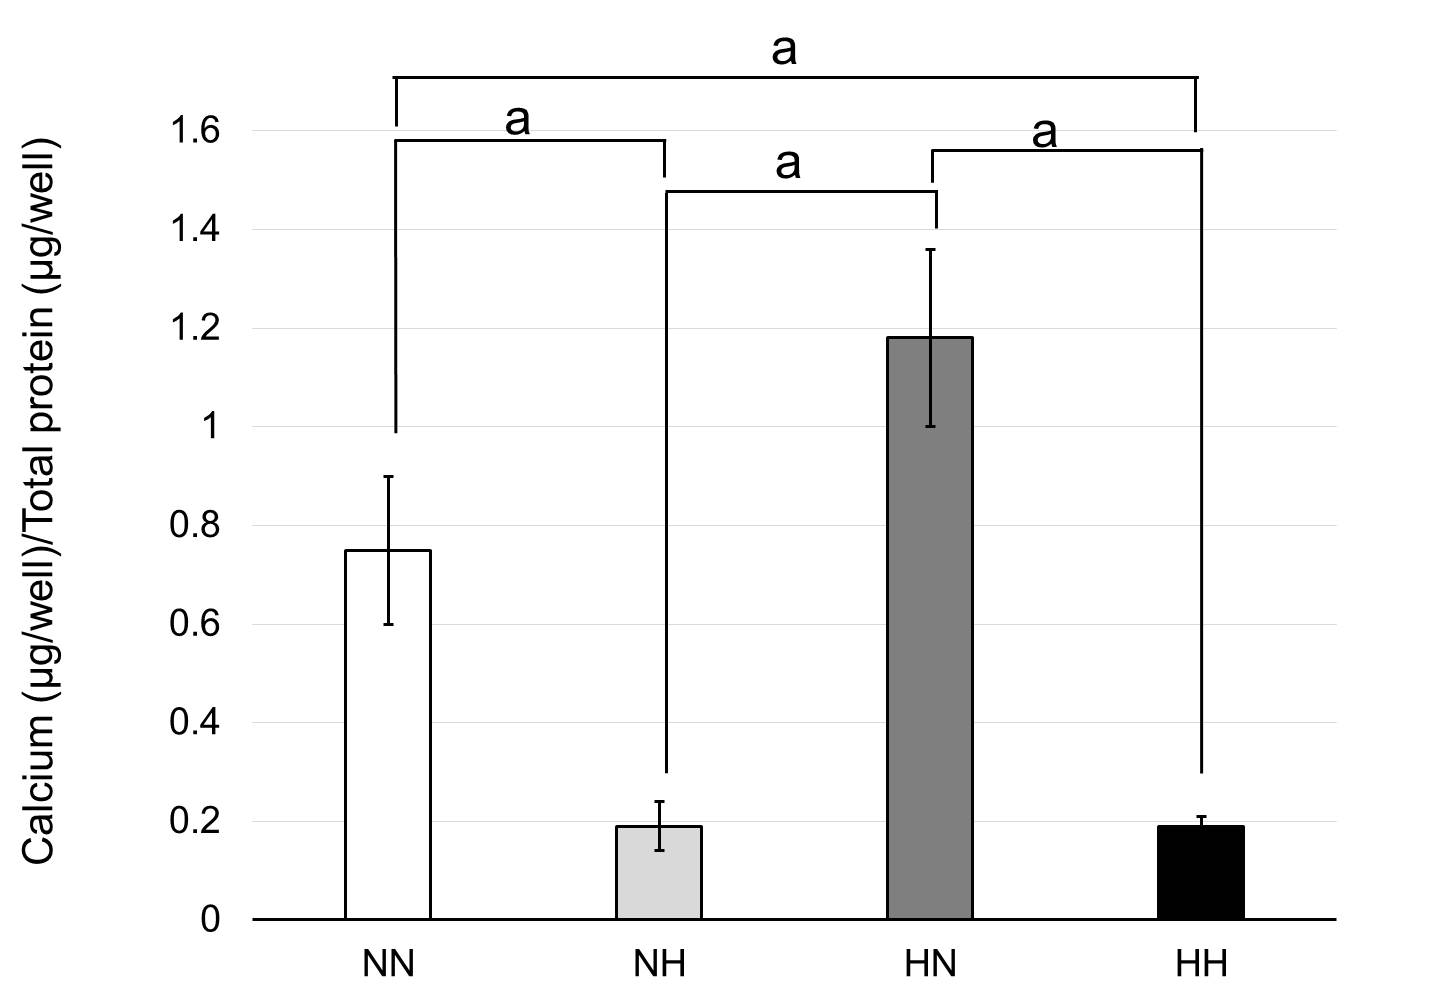 a
a
a
a
Calcium (µg/well)/Total protein (µg/well)
1.6
1.4
1.2
1
0.8
0.6
0.4
0.2
0
NN NH HN HH